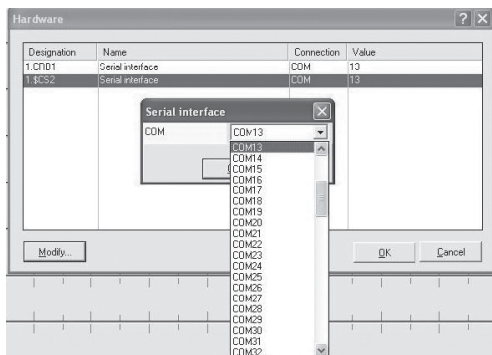 Hardware
Designation Name Connection Value
1.CПD1 Serial interface COM 13
1.$CS2 Serial interface COM 13
Serial interface
COM COM13
COM13
COM14
COM15
COM16
COM17
COM18
COM19
COM20
COM21
COM22
COM23
COM24
COM25
COM26
COM27
COM28
COM29
COM30
COM31
COM32
Modify... OK Cancel